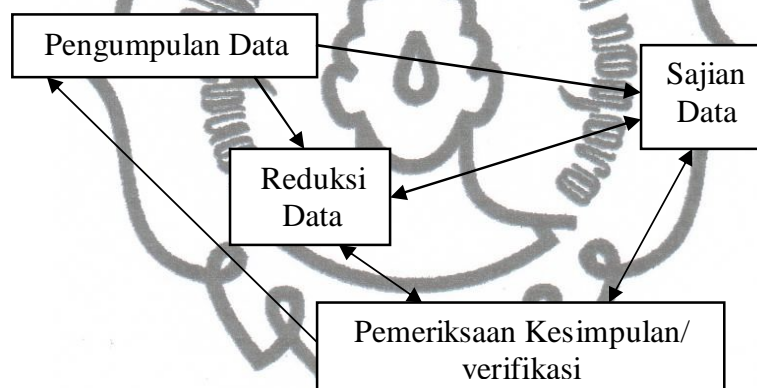 Pengumpulan Data
Sajian
Data
Reduksi
Data
Pemeriksaan Kesimpulan/
verifikasi